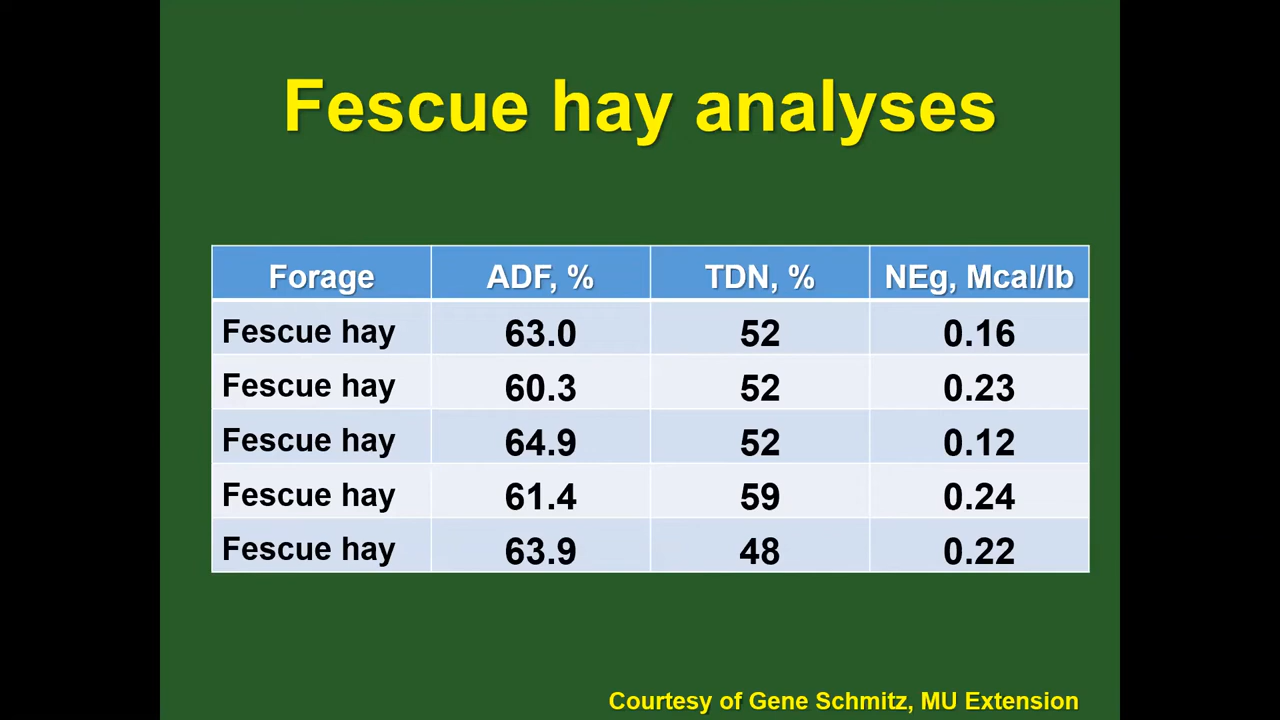 Fescue hay analyses
Forage ADF, % TDN, % NEg, Mcal/lb
Fescue hay 63.0 52 0.16
Fescue hay 60.3 52 0.23
Fescue hay 64.9 52 0.12
Fescue hay 61.4 59 0.24
Fescue hay 63.9 48 0.22
Courtesy of Gene Schmitz, MU Extension